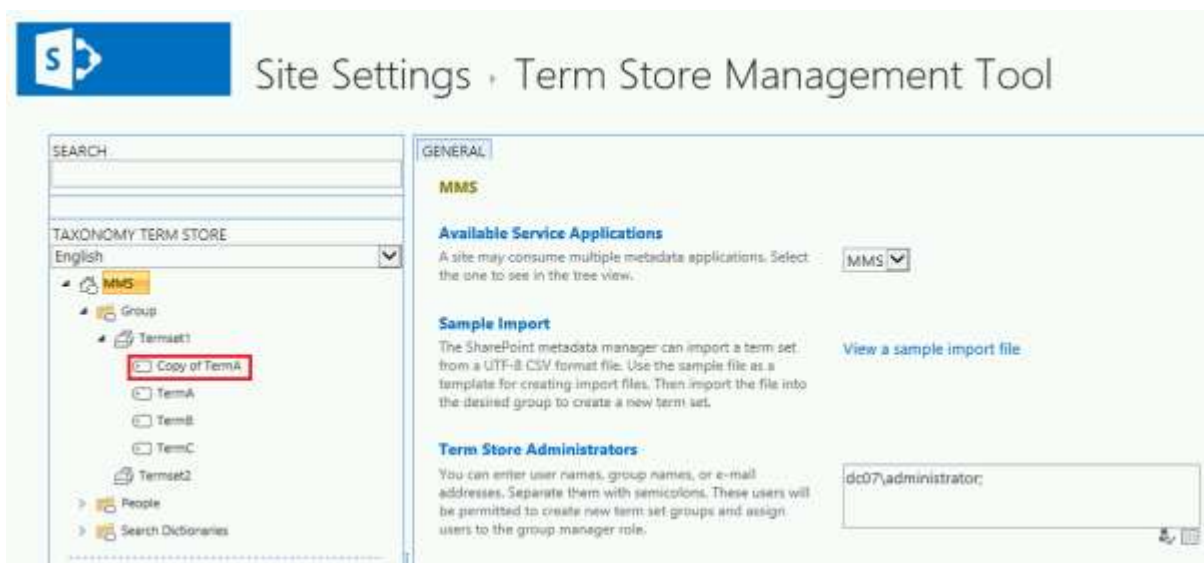 S
Site Settings › Term Store Management Tool
SEARCH
TAXONOMY TERM STORE
English
MMS
Group
Termset1
Copy of TermA
TermA
TermB
TermC
Termset2
People
Search Dictionaries
GENERAL
MMS
Available Service Applications
A site may consume multiple metadata applications. Select
the one to see in the tree view.
MMS
Sample Import
The SharePoint metadata manager can import a term set
from a UTF-8 CSV format file. Use the sample file as a
template for creating import files. Then import the file into
the desired group to create a new term set.
View a sample import file
Term Store Administrators
You can enter user names, group names, or e-mail
addresses. Separate them with semicolons. These users will
be permitted to create new term set groups and assign
users to the group manager role.
dc07\administrator;